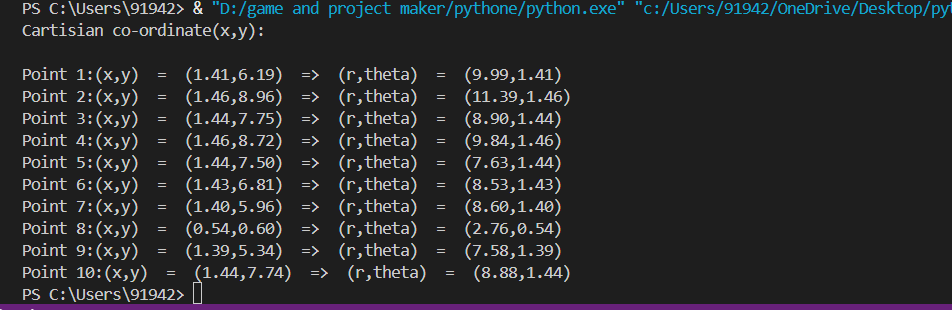 PS C:\Users\91942> & "D:/game and project maker/pythone/python.exe" "c:/Users/91942/OneDrive/Desktop/pyt
Cartisian co-ordinate(x,y):
Point 1:(x,y)  =  (1.41,6.19)  =>  (r,theta)  =  (9.99,1.41)
Point 2:(x,y)  =  (1.46,8.96)  =>  (r,theta)  =  (11.39,1.46)
Point 3:(x,y)  =  (1.44,7.75)  =>  (r,theta)  =  (8.90,1.44)
Point 4:(x,y)  =  (1.46,8.72)  =>  (r,theta)  =  (9.84,1.46)
Point 5:(x,y)  =  (1.44,7.50)  =>  (r,theta)  =  (7.63,1.44)
Point 6:(x,y)  =  (1.43,6.81)  =>  (r,theta)  =  (8.53,1.43)
Point 7:(x,y)  =  (1.40,5.96)  =>  (r,theta)  =  (8.60,1.40)
Point 8:(x,y)  =  (0.54,0.60)  =>  (r,theta)  =  (2.76,0.54)
Point 9:(x,y)  =  (1.39,5.34)  =>  (r,theta)  =  (7.58,1.39)
Point 10:(x,y)  =  (1.44,7.74)  =>  (r,theta)  =  (8.88,1.44)
PS C:\Users\91942>